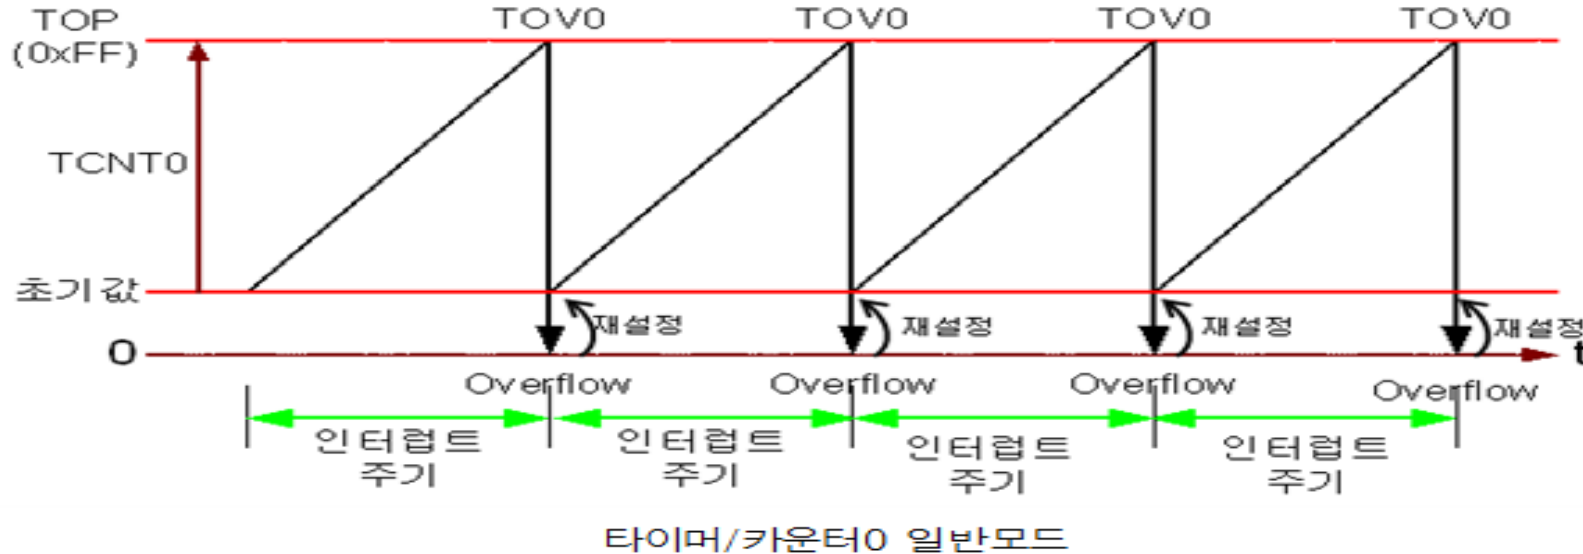 TOP
(0xFF)
TOV0 TOV0 TOV0 TOV0
TCNT0
초기값
재설정 재설정 재설정 재설정
0
t
Overflow Overflow Overflow Overflow
인터럽트 인터럽트 인터럽트 인터럽트
주기 주기 주기 주기
타이머/카운터0 일반모드